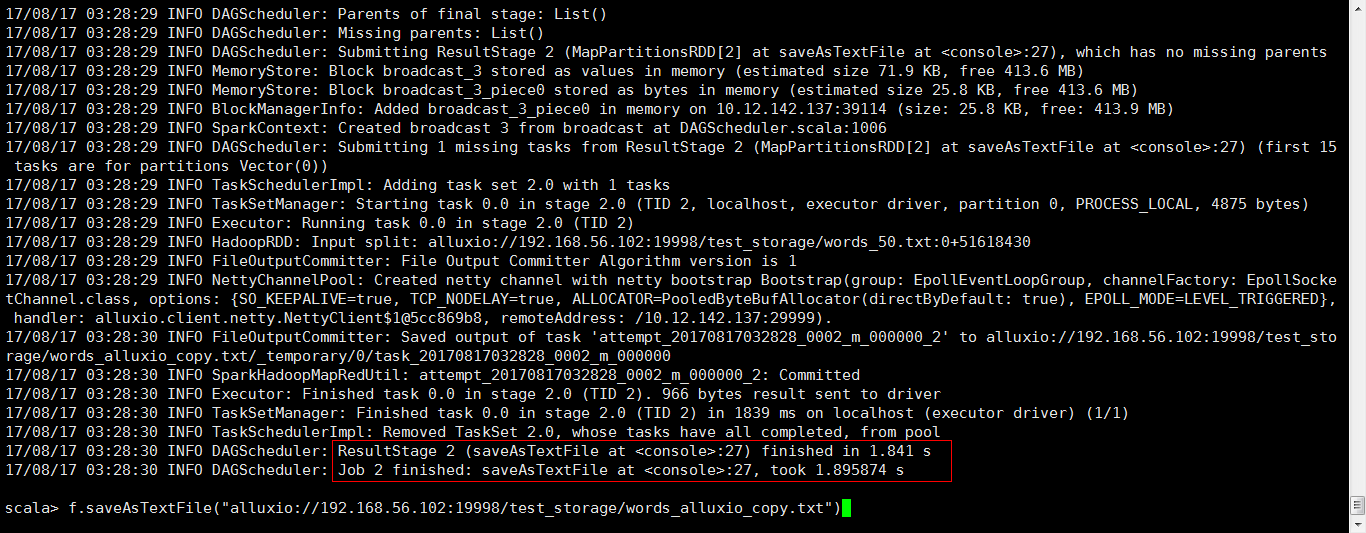 17/08/17 03:28:29 INFO DAGScheduler: Parents of final stage: List()
17/08/17 03:28:29 INFO DAGScheduler: Missing parents: List()
17/08/17 03:28:29 INFO DAGScheduler: Submitting ResultStage 2 (MapPartitionsRDD[2] at saveAsTextFile at <console>:27), which has no missing parents
17/08/17 03:28:29 INFO MemoryStore: Block broadcast_3 stored as values in memory (estimated size 71.9 KB, free 413.6 MB)
17/08/17 03:28:29 INFO MemoryStore: Block broadcast_3_piece0 stored as bytes in memory (estimated size 25.8 KB, free 413.6 MB)
17/08/17 03:28:29 INFO BlockManagerInfo: Added broadcast_3_piece0 in memory on 10.12.142.137:39114 (size: 25.8 KB, free: 413.9 MB)
17/08/17 03:28:29 INFO SparkContext: Created broadcast 3 from broadcast at DAGScheduler.scala:1006
17/08/17 03:28:29 INFO DAGScheduler: Submitting 1 missing tasks from ResultStage 2 (MapPartitionsRDD[2] at saveAsTextFile at <console>:27) (first 15
 tasks are for partitions Vector(0))
17/08/17 03:28:29 INFO TaskSchedulerImpl: Adding task set 2.0 with 1 tasks
17/08/17 03:28:29 INFO TaskSetManager: Starting task 0.0 in stage 2.0 (TID 2, localhost, executor driver, partition 0, PROCESS_LOCAL, 4875 bytes)
17/08/17 03:28:29 INFO Executor: Running task 0.0 in stage 2.0 (TID 2)
17/08/17 03:28:29 INFO HadoopRDD: Input split: alluxio://192.168.56.102:19998/test_storage/words_50.txt:0+51618430
17/08/17 03:28:29 INFO FileOutputCommitter: File Output Committer Algorithm version is 1
17/08/17 03:28:29 INFO NettyChannelPool: Created netty channel with netty bootstrap Bootstrap(group: EpollEventLoopGroup, channelFactory: EpollSocke
tChannel.class, options: {SO_KEEPALIVE=true, TCP_NODELAY=true, ALLOCATOR=PooledByteBufAllocator(directByDefault: true), EPOLL_MODE=LEVEL_TRIGGERED},
 handler: alluxio.client.netty.NettyClient$1@5cc869b8, remoteAddress: /10.12.142.137:29999).
17/08/17 03:28:30 INFO FileOutputCommitter: Saved output of task 'attempt_20170817032828_0002_m_000000_2' to alluxio://192.168.56.102:19998/test_sto
rage/words_alluxio_copy.txt/_temporary/0/task_20170817032828_0002_m_000000
17/08/17 03:28:30 INFO SparkHadoopMapRedUtil: attempt_20170817032828_0002_m_000000_2: Committed
17/08/17 03:28:30 INFO Executor: Finished task 0.0 in stage 2.0 (TID 2). 966 bytes result sent to driver
17/08/17 03:28:30 INFO TaskSetManager: Finished task 0.0 in stage 2.0 (TID 2) in 1839 ms on localhost (executor driver) (1/1)
17/08/17 03:28:30 INFO TaskSchedulerImpl: Removed TaskSet 2.0, whose tasks have all completed, from pool
17/08/17 03:28:30 INFO DAGScheduler: ResultStage 2 (saveAsTextFile at <console>:27) finished in 1.841 s
17/08/17 03:28:30 INFO DAGScheduler: Job 2 finished: saveAsTextFile at <console>:27, took 1.895874 s
scala> f.saveAsTextFile("alluxio://192.168.56.102:19998/test_storage/words_alluxio_copy.txt")